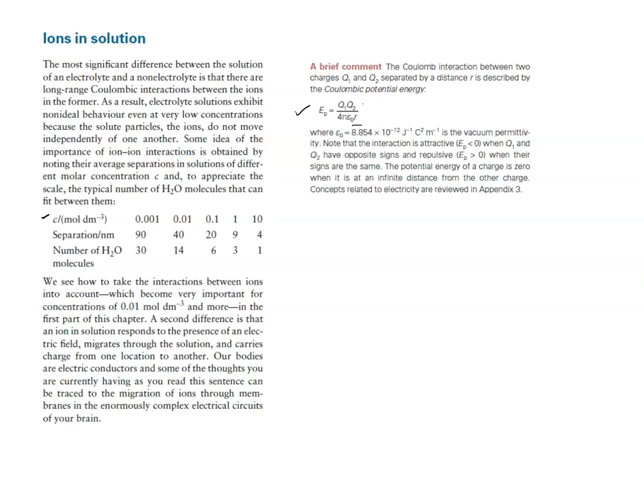 Ions in solution
The most significant difference between the solution
of an electrolyte and a nonelectrolyte is that there are
long-range Coulombic interactions between the ions
in the former. As a result, electrolyte solutions exhibit
nonideal behaviour even at very low concentrations
because the solute particles, the ions, do not move
independently of one another. Some idea of the
importance of ion–ion interactions is obtained by
noting their average separations in solutions of differ-
ent molar concentration c and, to appreciate the
scale, the typical number of H₂O molecules that can
fit between them:
c/(mol dm⁻³) 0.001 0.01 0.1 1 10
Separation/nm 90 40 20 9 4
Number of H₂O 30 14 6 3 1
molecules
We see how to take the interactions between ions
into account—which become very important for
concentrations of 0.01 mol dm⁻³ and more—in the
first part of this chapter. A second difference is that
an ion in solution responds to the presence of an elec-
tric field, migrates through the solution, and carries
charge from one location to another. Our bodies
are electric conductors and some of the thoughts you
are currently having as you read this sentence can
be traced to the migration of ions through mem-
branes in the enormously complex electrical circuits
of your brain.
A brief comment The Coulomb interaction between two
charges Q₁ and Q₂ separated by a distance r is described by
the Coulombic potential energy:
Eₚ = Q₁Q₂/4πε₀r
where ε₀ = 8.854 × 10⁻¹² J⁻¹ C² m⁻¹ is the vacuum permittiv-
ity. Note that the interaction is attractive (Eₚ < 0) when Q₁ and
Q₂ have opposite signs and repulsive (Eₚ > 0) when their
signs are the same. The potential energy of a charge is zero
when it is at an infinite distance from the other charge.
Concepts related to electricity are reviewed in Appendix 3.